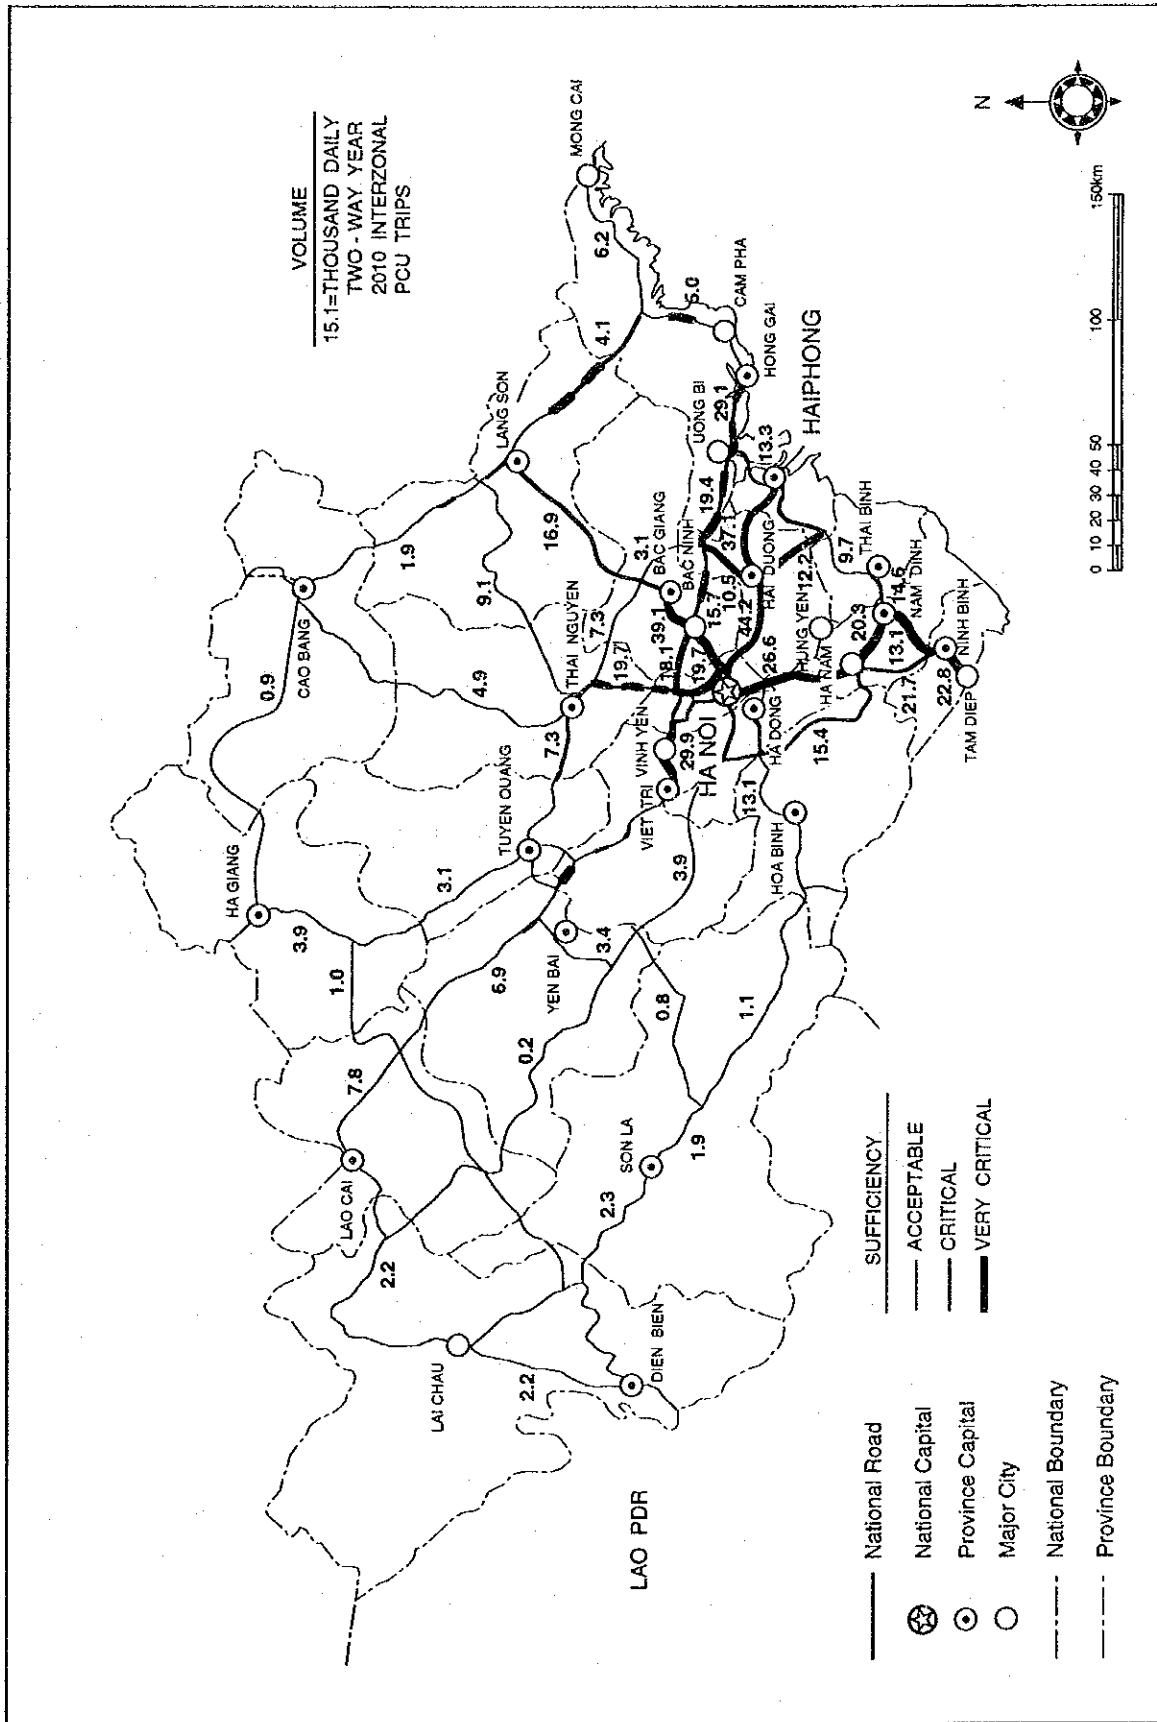 VOLUME
15.1=THOUSAND DAILY
TWO - WAY YEAR
2010 INTERZONAL
PCU TRIPS
N
MONG CAI
6.2
4.1
LANG SON
CAM PHA
HONG GAI
UONG BI
29.1
HAIPHONG
13.3
19.4
37.1
1.9
CAO BANG
0.9
9.1
16.9
3.1
BAC GIANG
BAC NINH
39.1
15.7
10.5
44.2
HAI DUONG
12.2
9.7
THAI BINH
14.6
NAM DINH
NINH BINH
20.3
13.1
HUNG YEN
HA NAM
26.6
21.7
22.8
TAM DIEP
15.4
HA DONG
13.1
HOA BINH
HA NOI
19.7
18.1
29.9
VINH YEN
VIET TRI
7.3
19.7
THAI NGUYEN
4.9
7.3
TUYEN QUANG
3.1
HA GIANG
3.9
1.0
6.9
YEN BAI
3.4
3.9
0.8
1.1
0.2
7.8
LAO CAI
2.2
LAI CHAU
2.2
DIEN BIEN
2.3
SON LA
1.9
LAO PDR
SUFFICIENCY
ACCEPTABLE
CRITICAL
VERY CRITICAL
National Road
National Capital
Province Capital
Major City
National Boundary
Province Boundary
0 10 20 30 40 50 100 150km